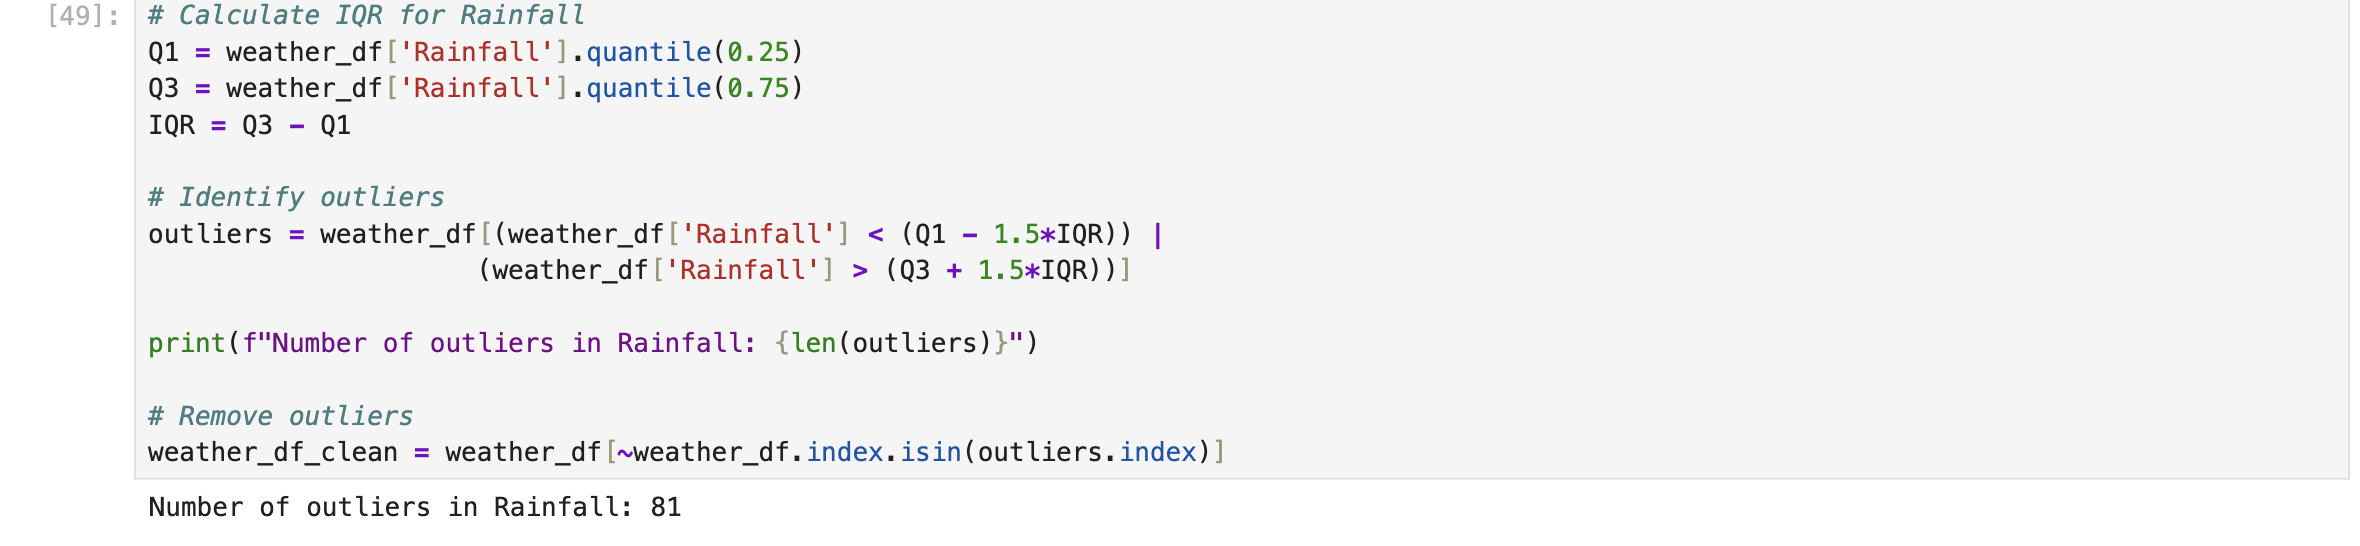 [49]: # Calculate IQR for Rainfall
Q1 = weather_df['Rainfall'].quantile(0.25)
Q3 = weather_df['Rainfall'].quantile(0.75)
IQR = Q3 - Q1

# Identify outliers
outliers = weather_df[(weather_df['Rainfall'] < (Q1 - 1.5*IQR)) |
                     (weather_df['Rainfall'] > (Q3 + 1.5*IQR))]

print(f"Number of outliers in Rainfall: {len(outliers)}")

# Remove outliers
weather_df_clean = weather_df[~weather_df.index.isin(outliers.index)]
Number of outliers in Rainfall: 81